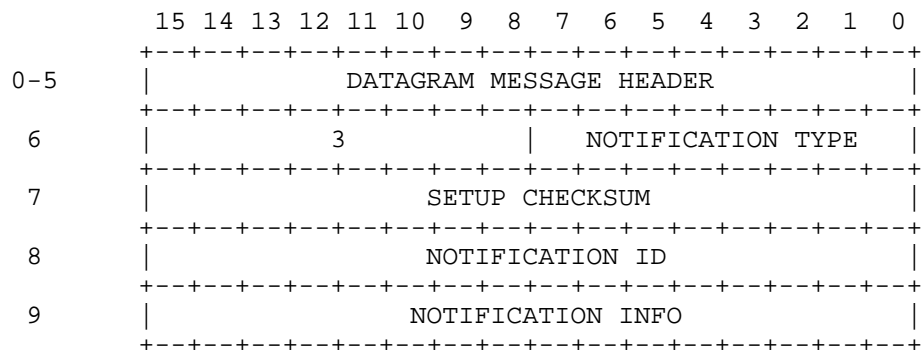 15 14 13 12 11 10 9 8 7 6 5 4 3 2 1 0
+--+--+--+--+--+--+--+--+--+--+--+--+--+--+--+--+
0-5 | DATAGRAM MESSAGE HEADER |
+--+--+--+--+--+--+--+--+--+--+--+--+--+--+--+--+
6 | 3 | NOTIFICATION TYPE |
+--+--+--+--+--+--+--+--+--+--+--+--+--+--+--+--+
7 | SETUP CHECKSUM |
+--+--+--+--+--+--+--+--+--+--+--+--+--+--+--+--+
8 | NOTIFICATION ID |
+--+--+--+--+--+--+--+--+--+--+--+--+--+--+--+--+
9 | NOTIFICATION INFO |
+--+--+--+--+--+--+--+--+--+--+--+--+--+--+--+--+